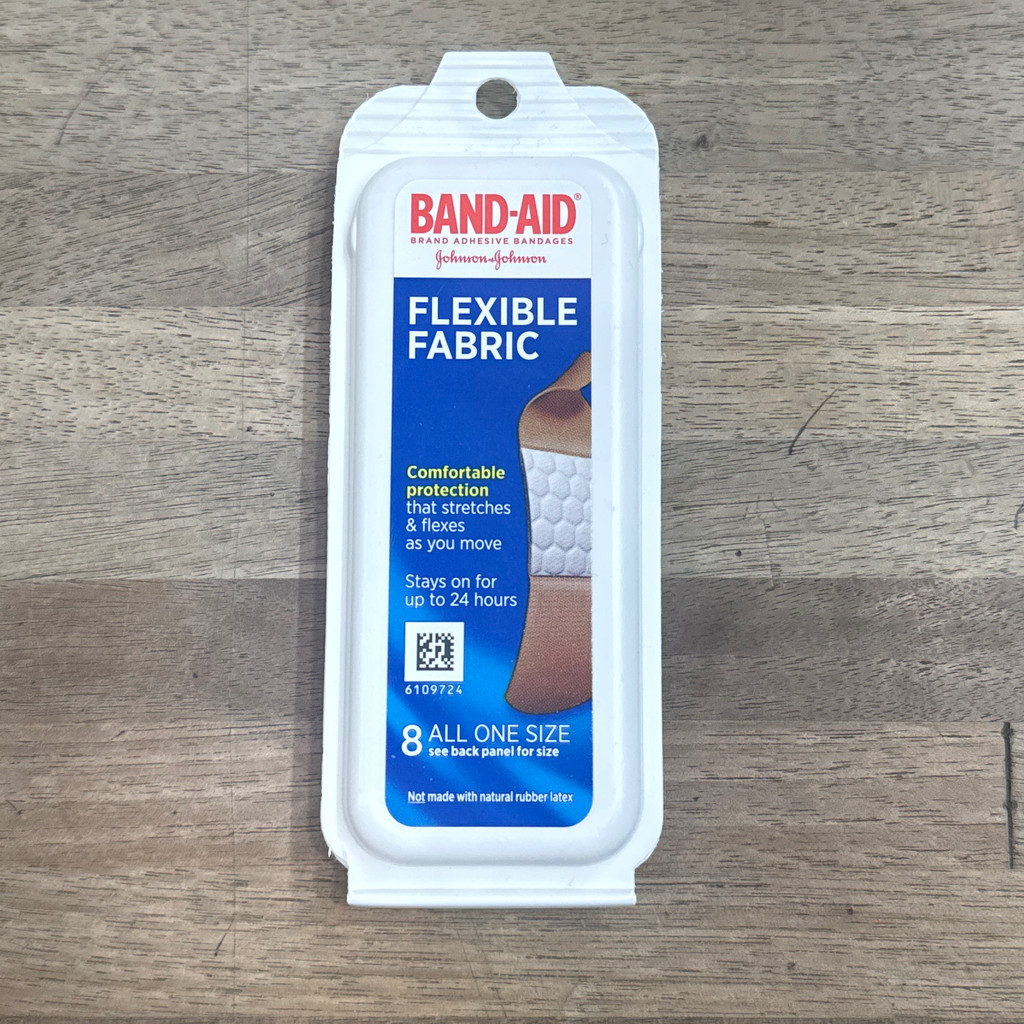 BAND-AID®
BRAND ADHESIVE BANDAGES
Johnson & Johnson
FLEXIBLE
FABRIC
Comfortable
protection
that stretches
& flexes
as you move
Stays on for
up to 24 hours
6109724
8 ALL ONE SIZE
see back panel for size
Not made with natural rubber latex